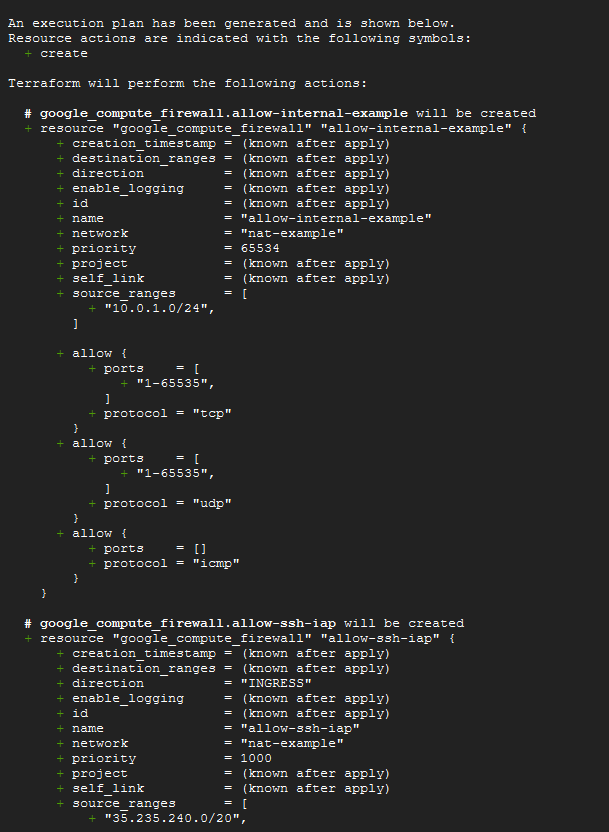 An execution plan has been generated and is shown below.
Resource actions are indicated with the following symbols:
  + create

Terraform will perform the following actions:

  # google_compute_firewall.allow-internal-example will be created
  + resource "google_compute_firewall" "allow-internal-example" {
      + creation_timestamp = (known after apply)
      + destination_ranges = (known after apply)
      + direction          = (known after apply)
      + enable_logging     = (known after apply)
      + id                 = (known after apply)
      + name               = "allow-internal-example"
      + network            = "nat-example"
      + priority           = 65534
      + project            = (known after apply)
      + self_link          = (known after apply)
      + source_ranges      = [
          + "10.0.1.0/24",
        ]

      + allow {
          + ports    = [
              + "1-65535",
            ]
          + protocol = "tcp"
        }
      + allow {
          + ports    = [
              + "1-65535",
            ]
          + protocol = "udp"
        }
      + allow {
          + ports    = []
          + protocol = "icmp"
        }
    }

  # google_compute_firewall.allow-ssh-iap will be created
  + resource "google_compute_firewall" "allow-ssh-iap" {
      + creation_timestamp = (known after apply)
      + destination_ranges = (known after apply)
      + direction          = "INGRESS"
      + enable_logging     = (known after apply)
      + id                 = (known after apply)
      + name               = "allow-ssh-iap"
      + network            = "nat-example"
      + priority           = 1000
      + project            = (known after apply)
      + self_link          = (known after apply)
      + source_ranges      = [
          + "35.235.240.0/20",